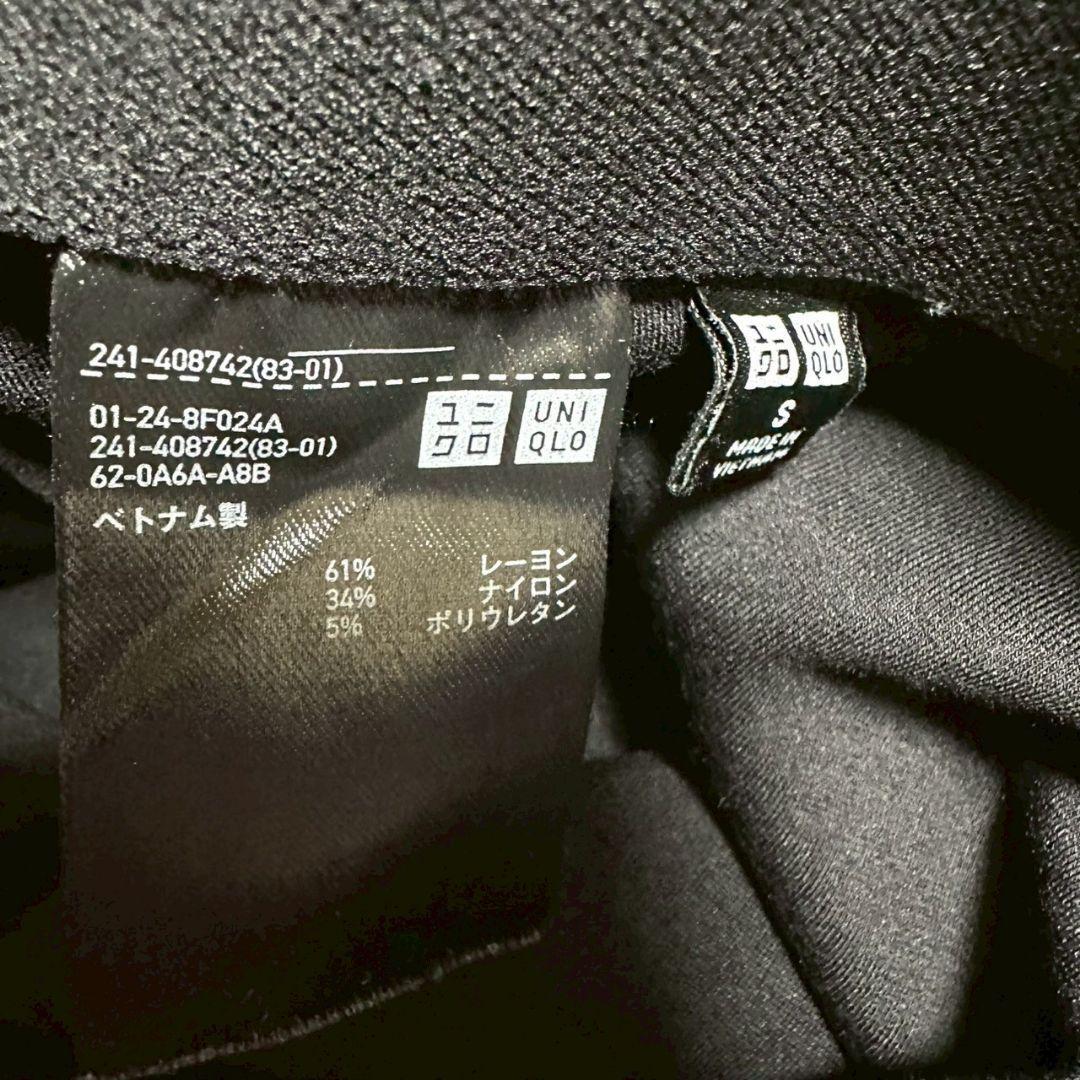 241-408742(83-01)
01-24-8F024A
241-408742(83-01)
62-0A6A-A8B
ベトナム製
ユニ
クロ
UNI
QLO
61% レーヨン
34% ナイロン
5% ポリウレタン
ユニ
クロ
UNI
QLO
S
MADE IN
VIETNAM